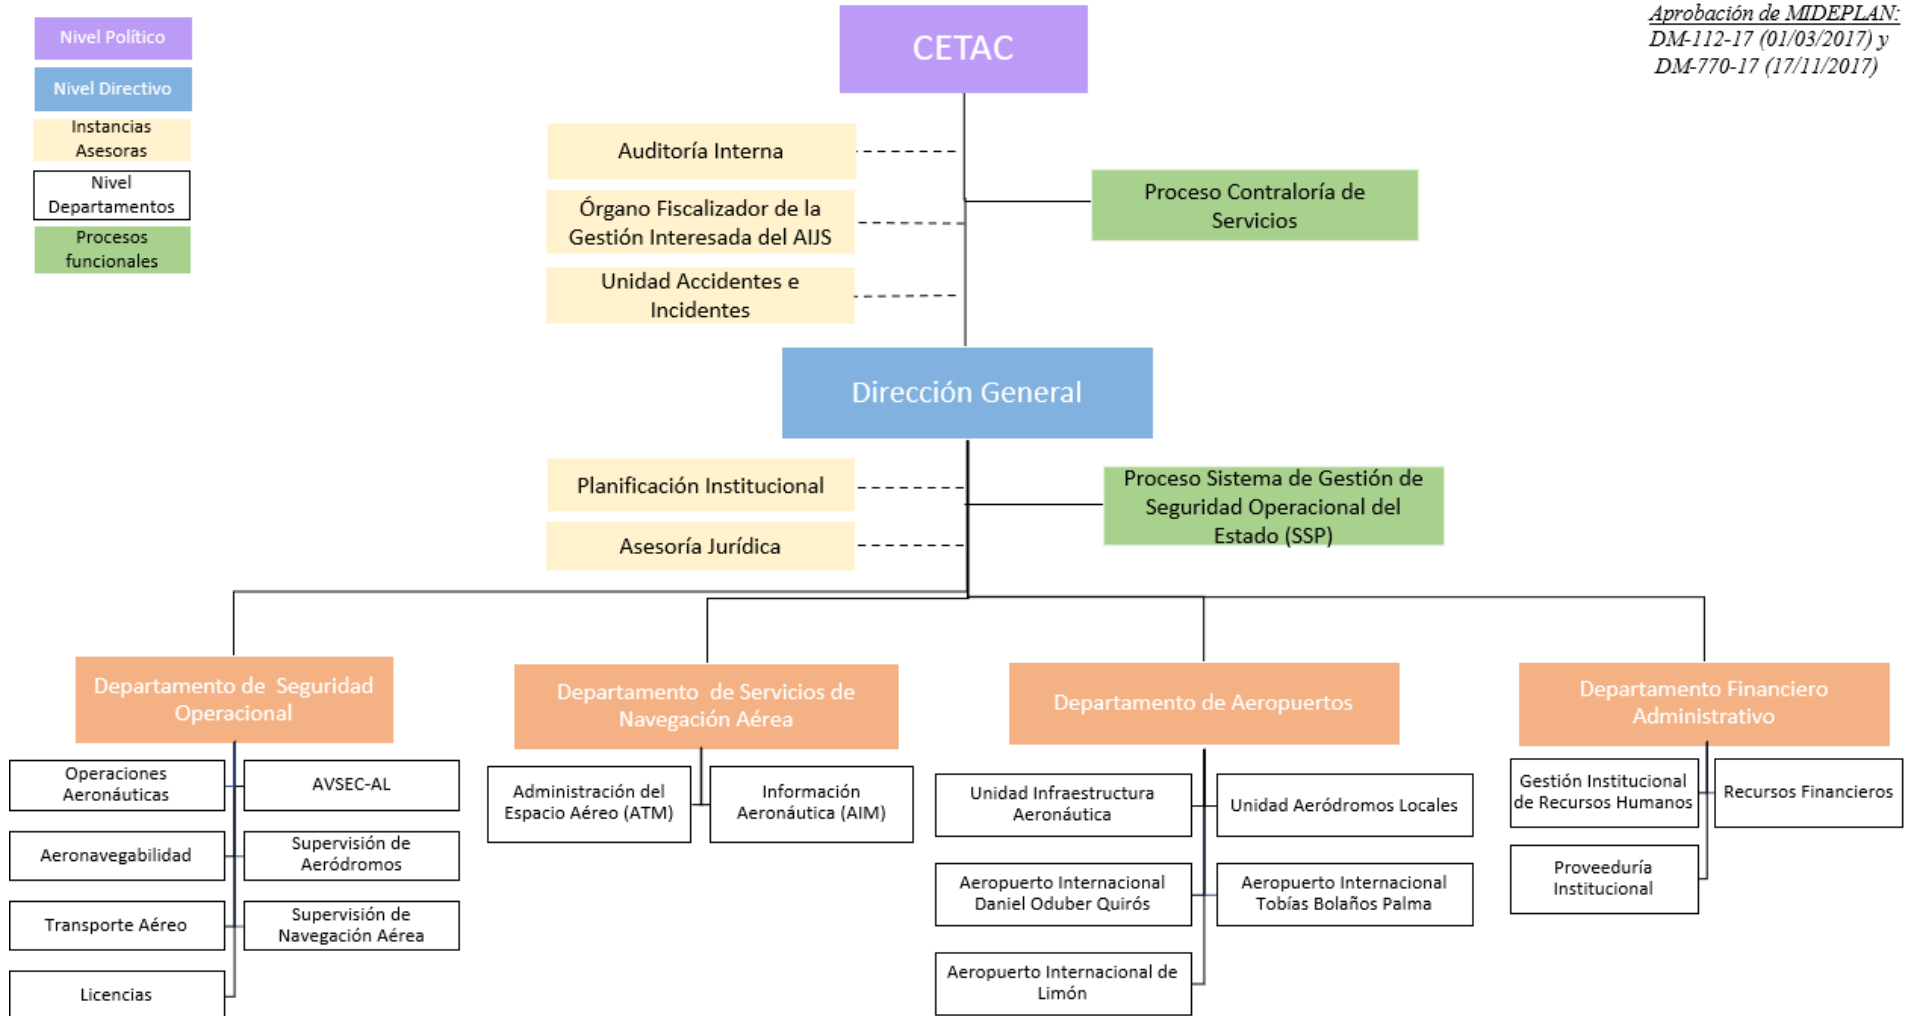 Nivel Político
Nivel Directivo
Instancias
Asesoras
Nivel
Departamentos
Procesos
funcionales
CETAC
Aprobación de MIDEPLAN:
DM-112-17 (01/03/2017) y
DM-770-17 (17/11/2017)
Auditoría Interna
Órgano Fiscalizador de la
Gestión Interesada del AIJS
Unidad Accidentes e
Incidentes
Proceso Contraloría de
Servicios
Dirección General
Planificación Institucional
Asesoría Jurídica
Proceso Sistema de Gestión de
Seguridad Operacional del
Estado (SSP)
Departamento de Seguridad
Operacional
Operaciones
Aeronáuticas
AVSEC-AL
Aeronavegabilidad
Supervisión de
Aeródromos
Transporte Aéreo
Supervisión de
Navegación Aérea
Licencias
Departamento de Servicios de
Navegación Aérea
Administración del
Espacio Aéreo (ATM)
Información
Aeronáutica (AIM)
Departamento de Aeropuertos
Unidad Infraestructura
Aeronáutica
Unidad Aeródromos Locales
Aeropuerto Internacional
Daniel Oduber Quirós
Aeropuerto Internacional
Tobías Bolaños Palma
Aeropuerto Internacional de
Limón
Departamento Financiero
Administrativo
Gestión Institucional
de Recursos Humanos
Recursos Financieros
Proveeduría
Institucional